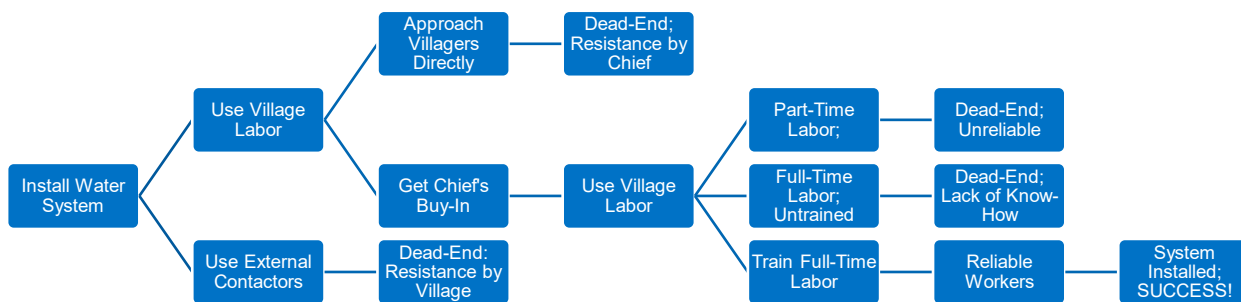 Approach
Villagers
Directly
Dead-End;
Resistance by
Chief
Use Village
Labor
Part-Time
Labor;
Dead-End;
Unreliable
Install Water
System
Get Chief's
Buy-In
Use Village
Labor
Full-Time
Labor;
Untrained
Dead-End;
Lack of Know-
How
Use External
Contactors
Dead-End:
Resistance by
Village
Train Full-Time
Labor
Reliable
Workers
System
Installed;
SUCCESS!